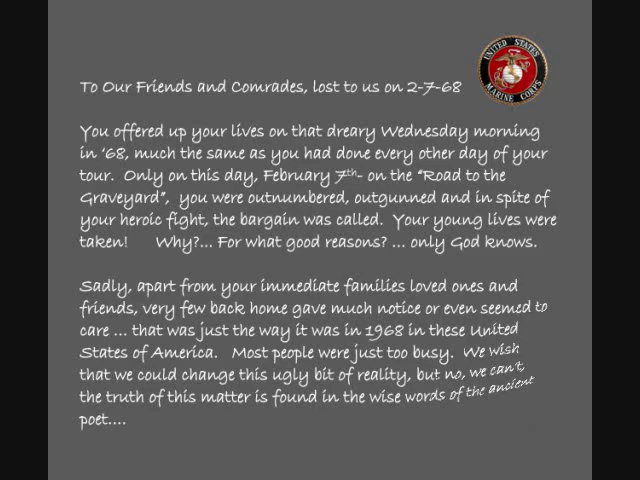 UNITED STATES
MARINE CORPS
To Our Friends and Comrades, lost to us on 2-7-68
You offered up your lives on that dreary Wednesday morning
in ‘68, much the same as you had done every other day of your
tour.  Only on this day, February 7th- on the “Road to the
Graveyard”,  you were outnumbered, outgunned and in spite of
your heroic fight, the bargain was called.  Your young lives were
taken!     Why?... For what good reasons? ... only God knows.
Sadly, apart from your immediate families loved ones and
friends, very few back home gave much notice or even seemed to
care ... that was just the way it was in 1968 in these United
States of America.   Most people were just too busy.  We wish
that we could change this ugly bit of reality, but no, we can’t,
the truth of this matter is found in the wise words of the ancient
poet....